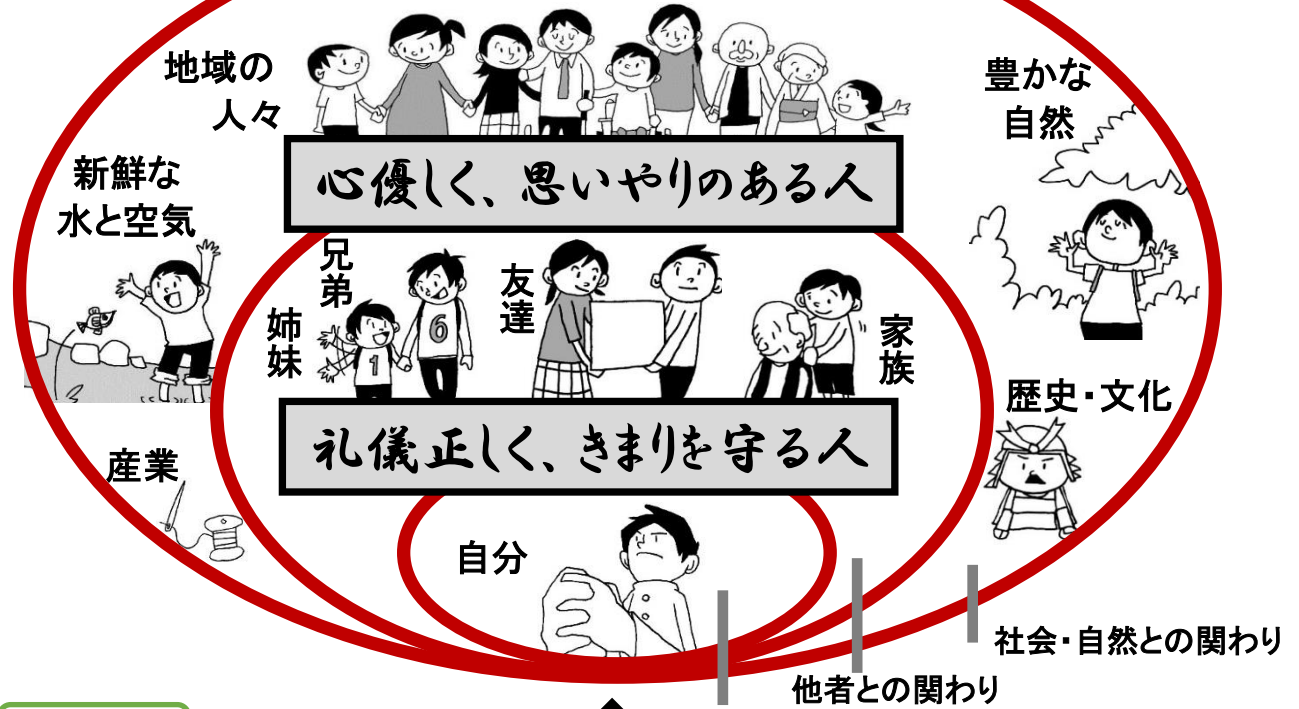 地域の
人々
豊かな
自然
新鮮な
水と空気
心優しく、思いやりのある人
兄弟
姉妹
友達
家族
6
1
歴史・文化
産業
礼儀正しく、きまりを守る人
自分
社会・自然との関わり
他者との関わり